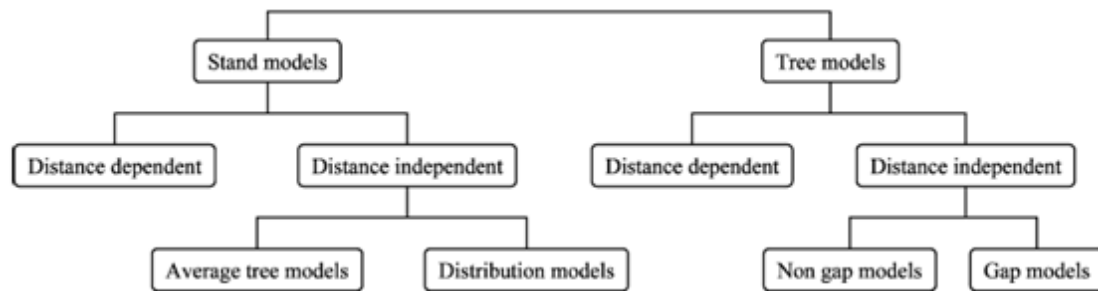 Stand models
Tree models
Distance dependent
Distance independent
Distance dependent
Distance independent
Average tree models
Distribution models
Non gap models
Gap models